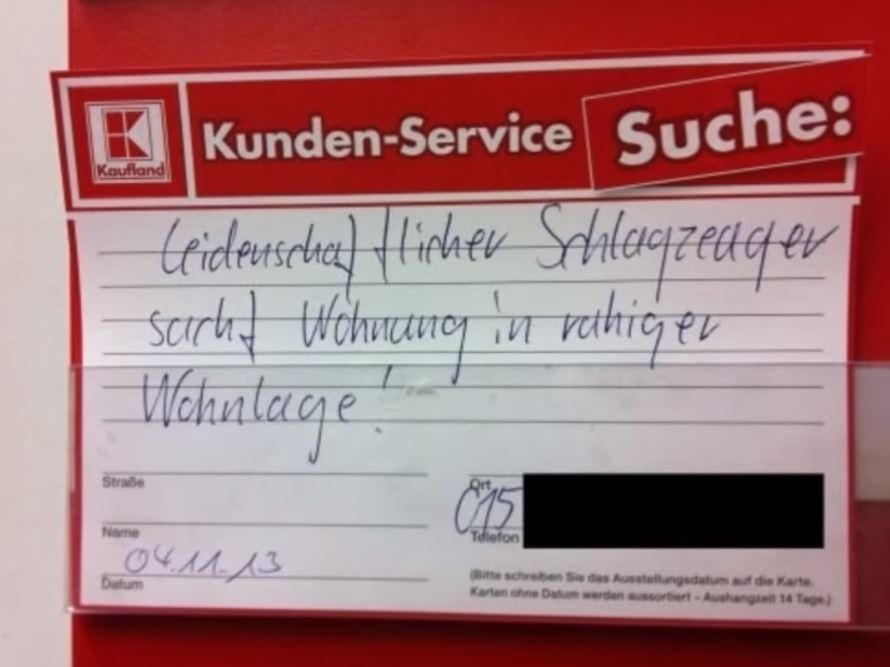 Kaufland
Kunden-Service
Suche:
Leidenschaftlicher Schlagzeuger
sucht Wohnung in ruhiger
Wohnlage!
Straße
Ort
015
Name
Telefon
04.11.13
Datum
(Bitte schreiben Sie das Ausstellungsdatum auf die Karte.
Karten ohne Datum werden aussortiert – Aushangzeit 14 Tage.)